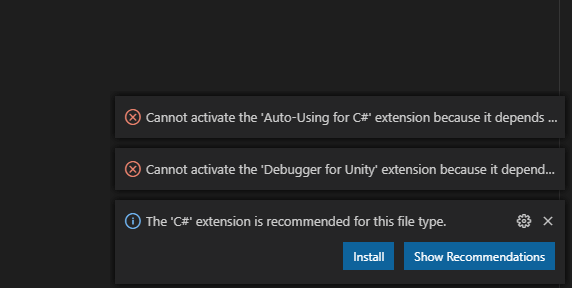 Cannot activate the 'Auto-Using for C#' extension because it depends ...
Cannot activate the 'Debugger for Unity' extension because it depend...
The 'C#' extension is recommended for this file type.
Install Show Recommendations